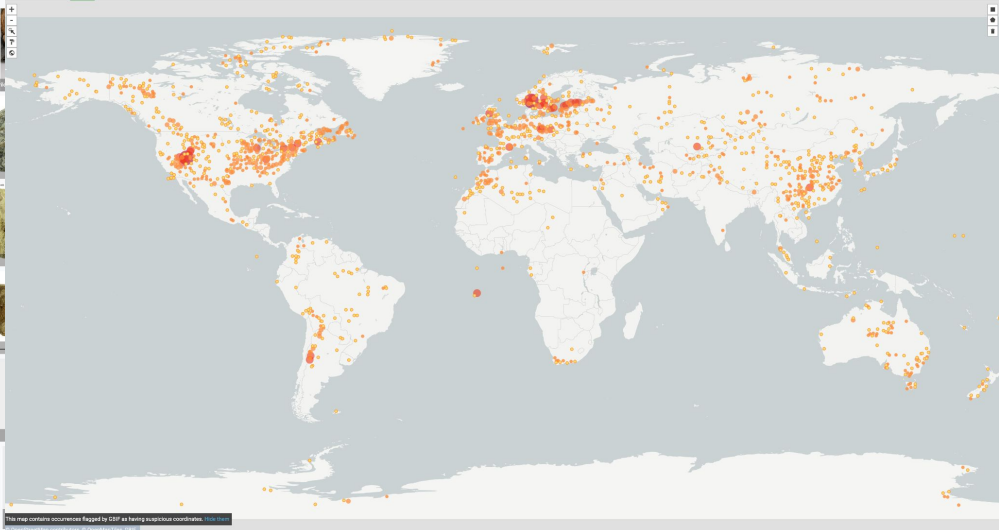 +
-
This map contains occurrences flagged by GBIF as having suspicious coordinates. Hide them